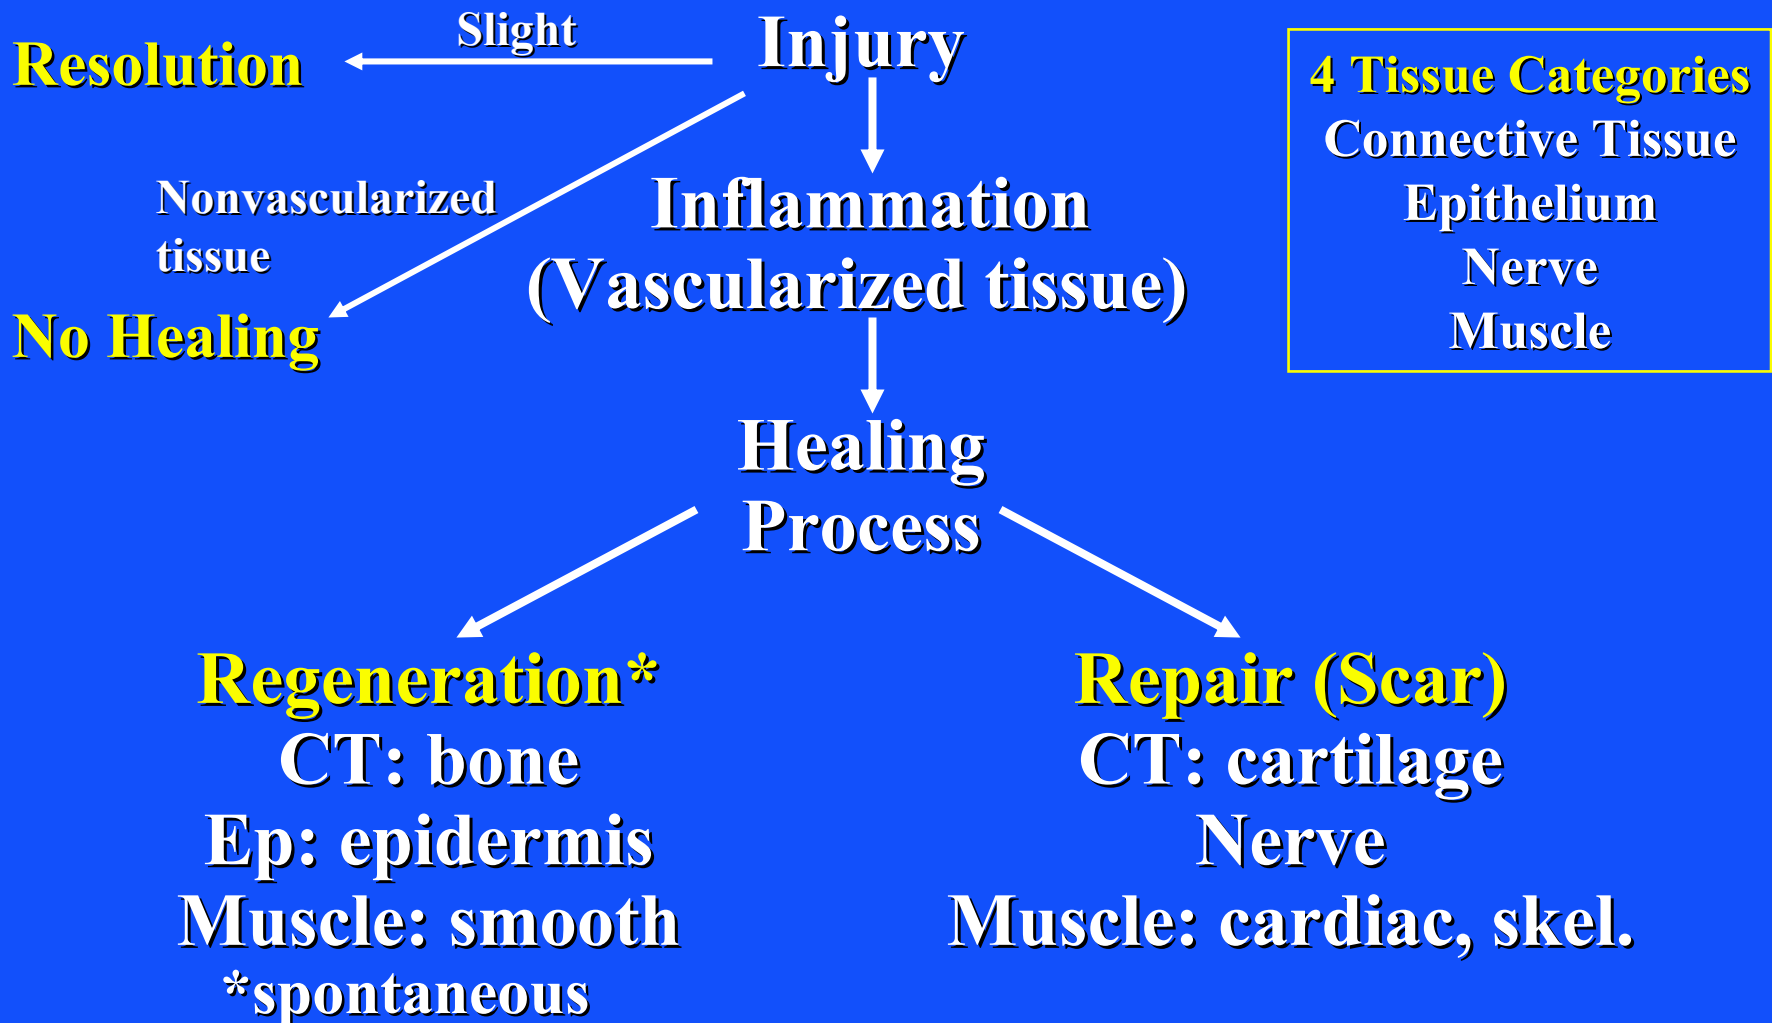 Slight
Injury
Resolution
4 Tissue Categories
Connective Tissue
Epithelium
Nerve
Muscle
Nonvascularized
tissue
Inflammation
(Vascularized tissue)
No Healing
Healing
Process
Regeneration*
CT: bone
Ep: epidermis
Muscle: smooth
*spontaneous
Repair (Scar)
CT: cartilage
Nerve
Muscle: cardiac, skel.